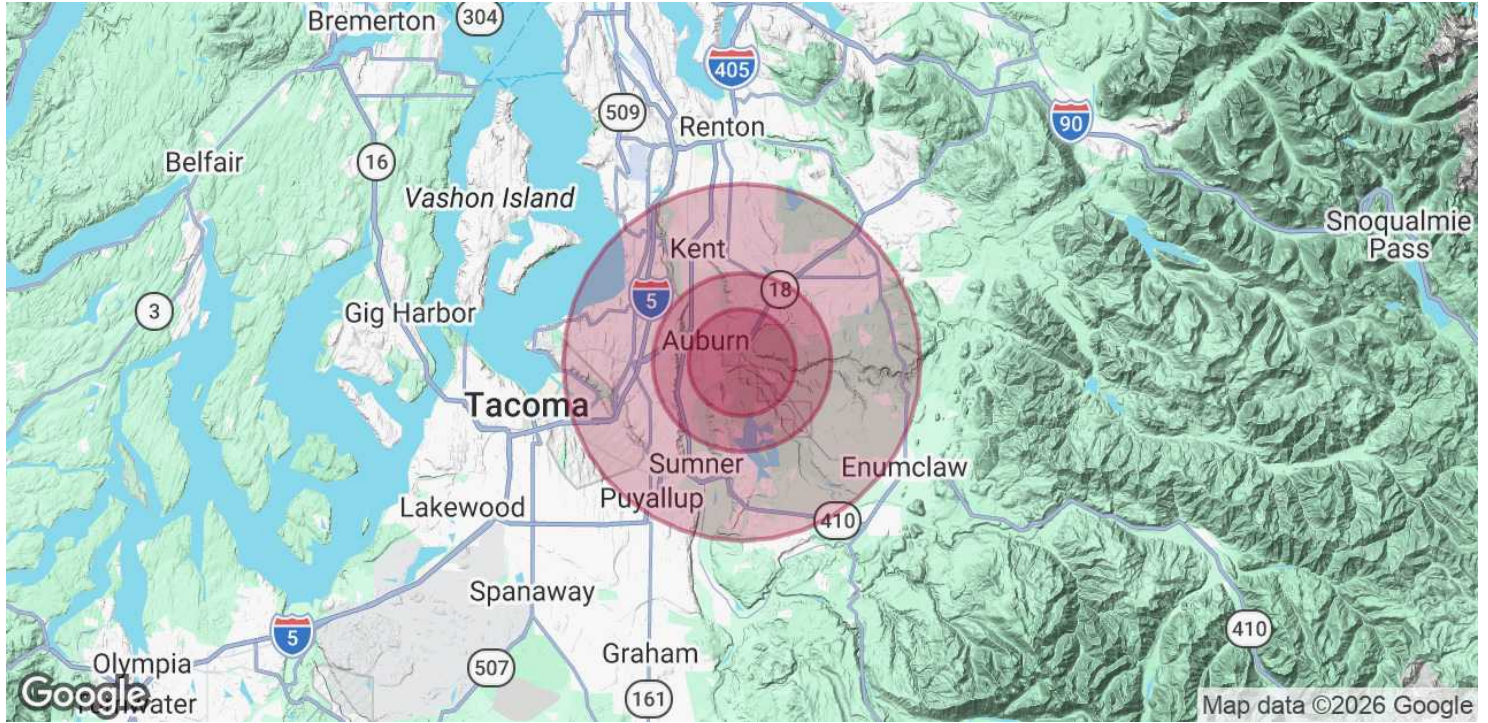 Bremerton
304
405
509
Renton
90
Belfair
16
Vashon Island
Snoqualmie
Pass
Kent
18
5
3
Gig Harbor
Auburn
Tacoma
Sumner
Enumclaw
Puyallup
Lakewood
410
Spanaway
5
410
Graham
Olympia
507
161
Google
Map data ©2026 Google